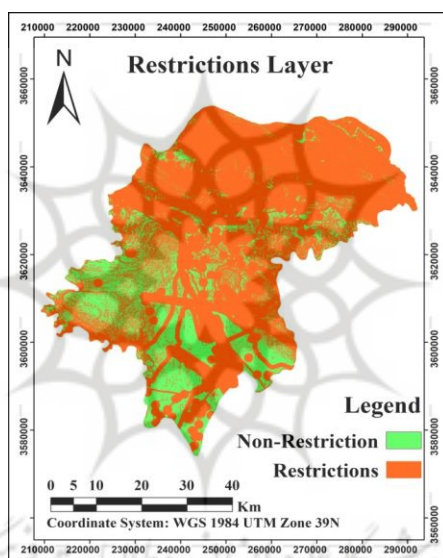 210000 220000 230000 240000 250000 260000 270000 280000 290000
N
Restrictions Layer
3660000 3660000
3640000 3640000
3620000 3620000
3600000 3600000
3580000 3580000
3560000
Legend
Non-Restriction
Restrictions
0 5 10 20 30 40
Km
Coordinate System: WGS 1984 UTM Zone 39N
210000 220000 230000 240000 250000 260000 270000 280000 290000